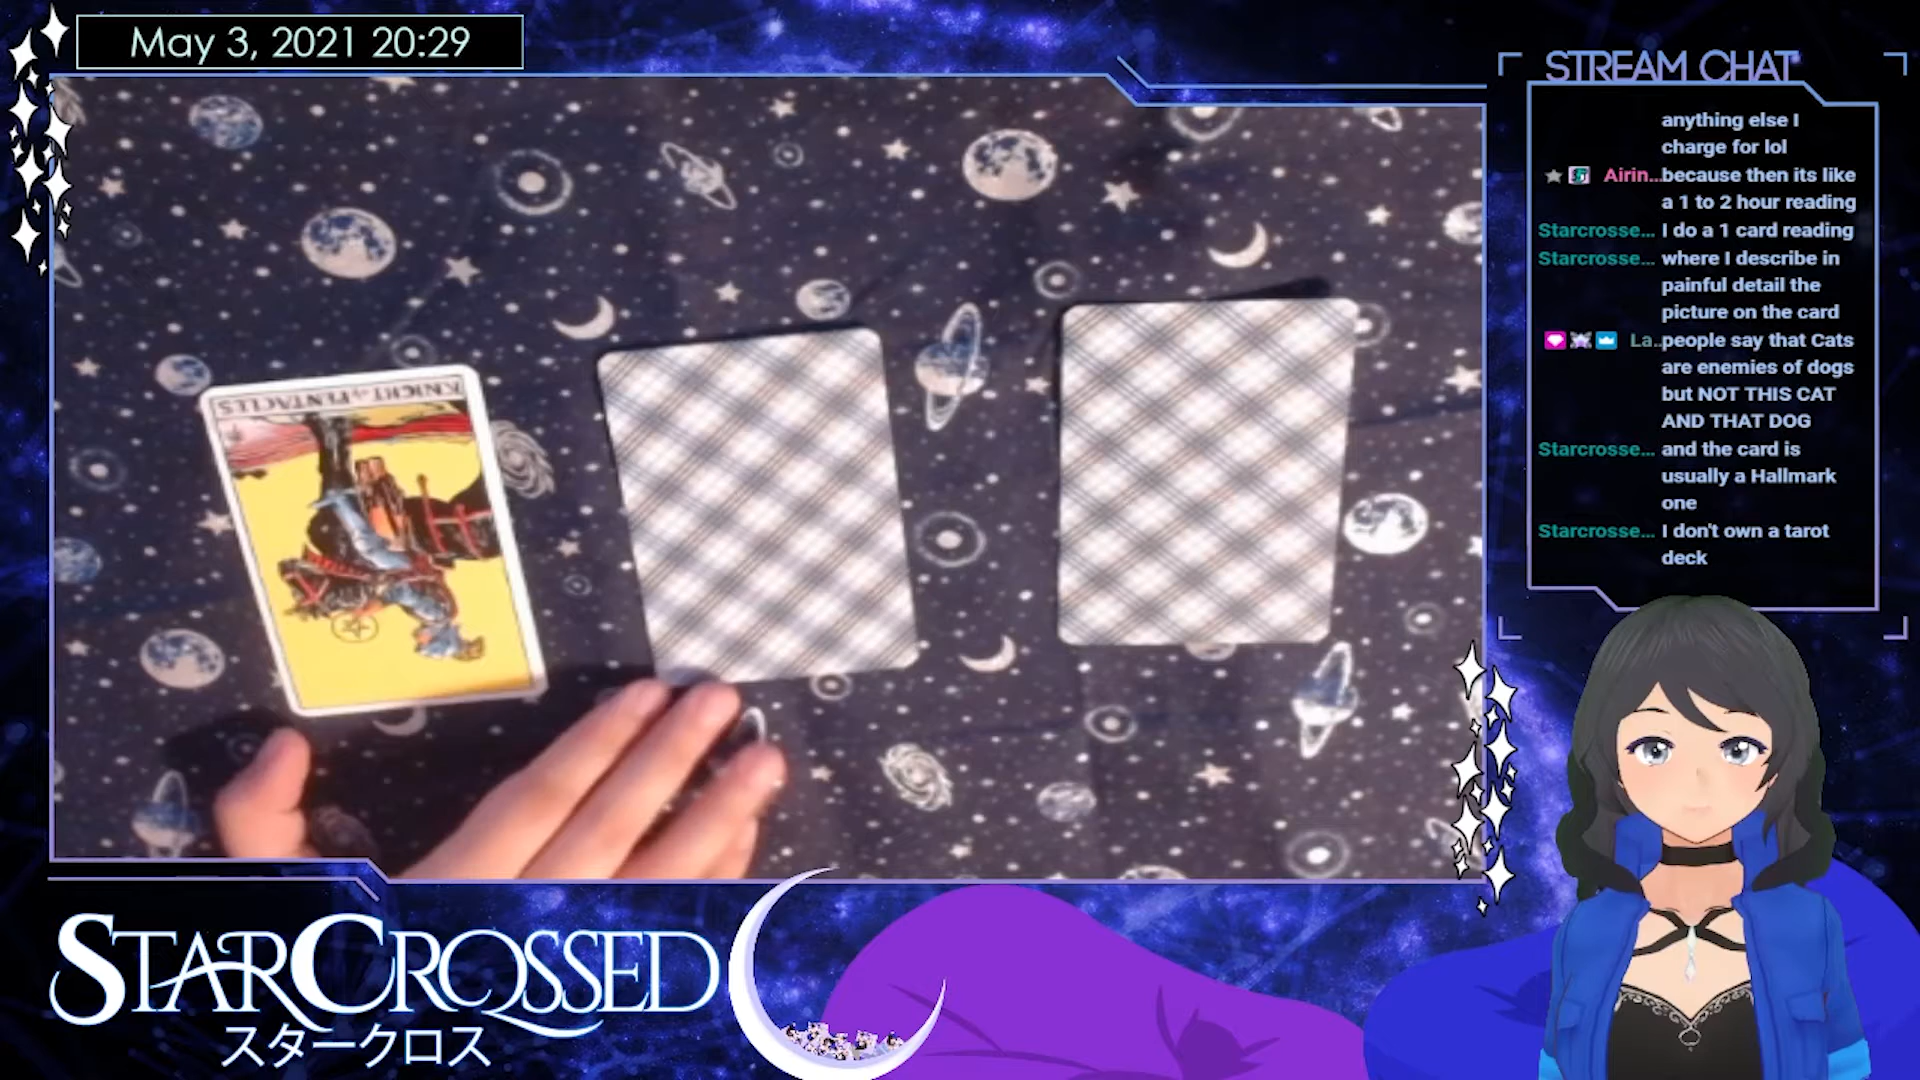 May 3, 2021 20:29
STREAM CHAT
anything else I
charge for lol
Airin... because then its like
a 1 to 2 hour reading
Starcrosse... I do a 1 card reading
Starcrosse... where I describe in
painful detail the
picture on the card
La... people say that Cats
are enemies of dogs
but NOT THIS CAT
AND THAT DOG
Starcrosse... and the card is
usually a Hallmark
one
Starcrosse... I don't own a tarot
deck
KNIGHT of PENTACLES
STARCROSSED
スタークロス